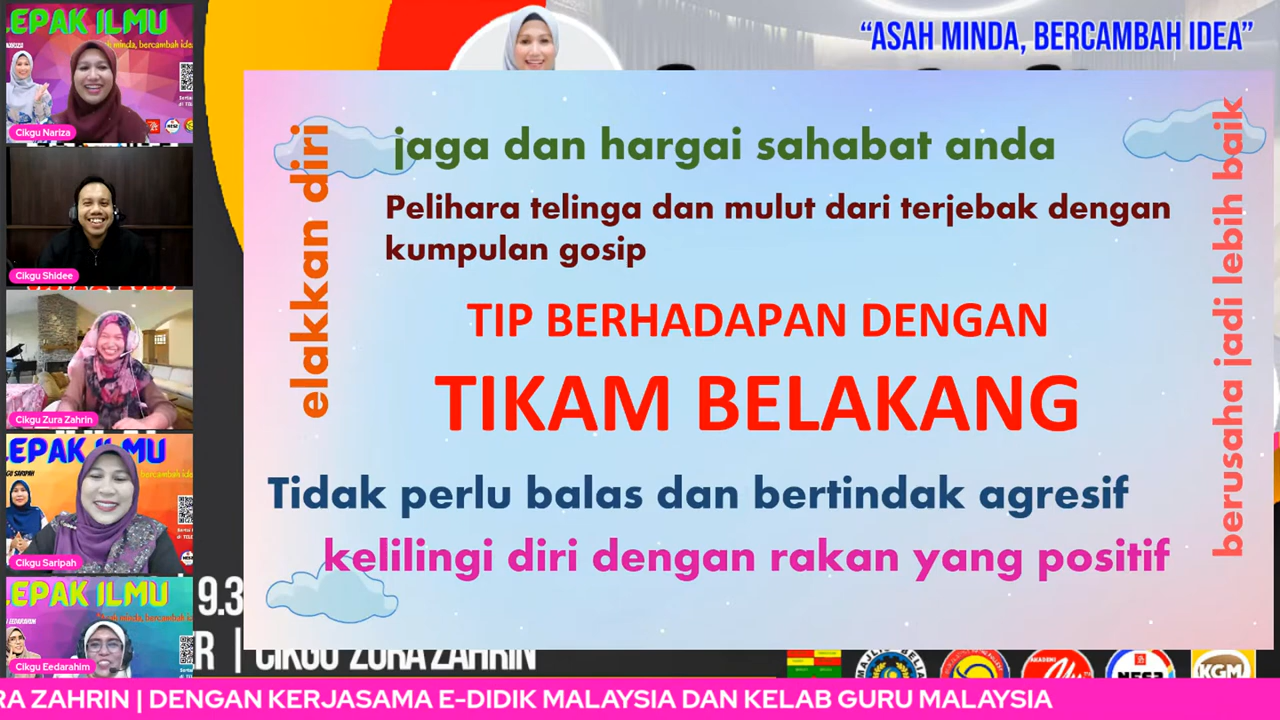 LEPAK ILMU
Cikgu Nariza
Cikgu Shidee
Cikgu Zura Zahrin
LEPAK ILMU
Cikgu Saripah
LEPAK ILMU
Cikgu Eedarahim
“ASAH MINDA, BERCAMBAH IDEA”
elakkan diri
jaga dan hargai sahabat anda
Pelihara telinga dan mulut dari terjebak dengan
kumpulan gosip
TIP BERHADAPAN DENGAN
TIKAM BELAKANG
Tidak perlu balas dan bertindak agresif
kelilingi diri dengan rakan yang positif
berusaha jadi lebih baik
9.3
R | CIKGU ZURA ZAHRIN
KGM
RA ZAHRIN | DENGAN KERJASAMA E-DIDIK MALAYSIA DAN KELAB GURU MALAYSIA